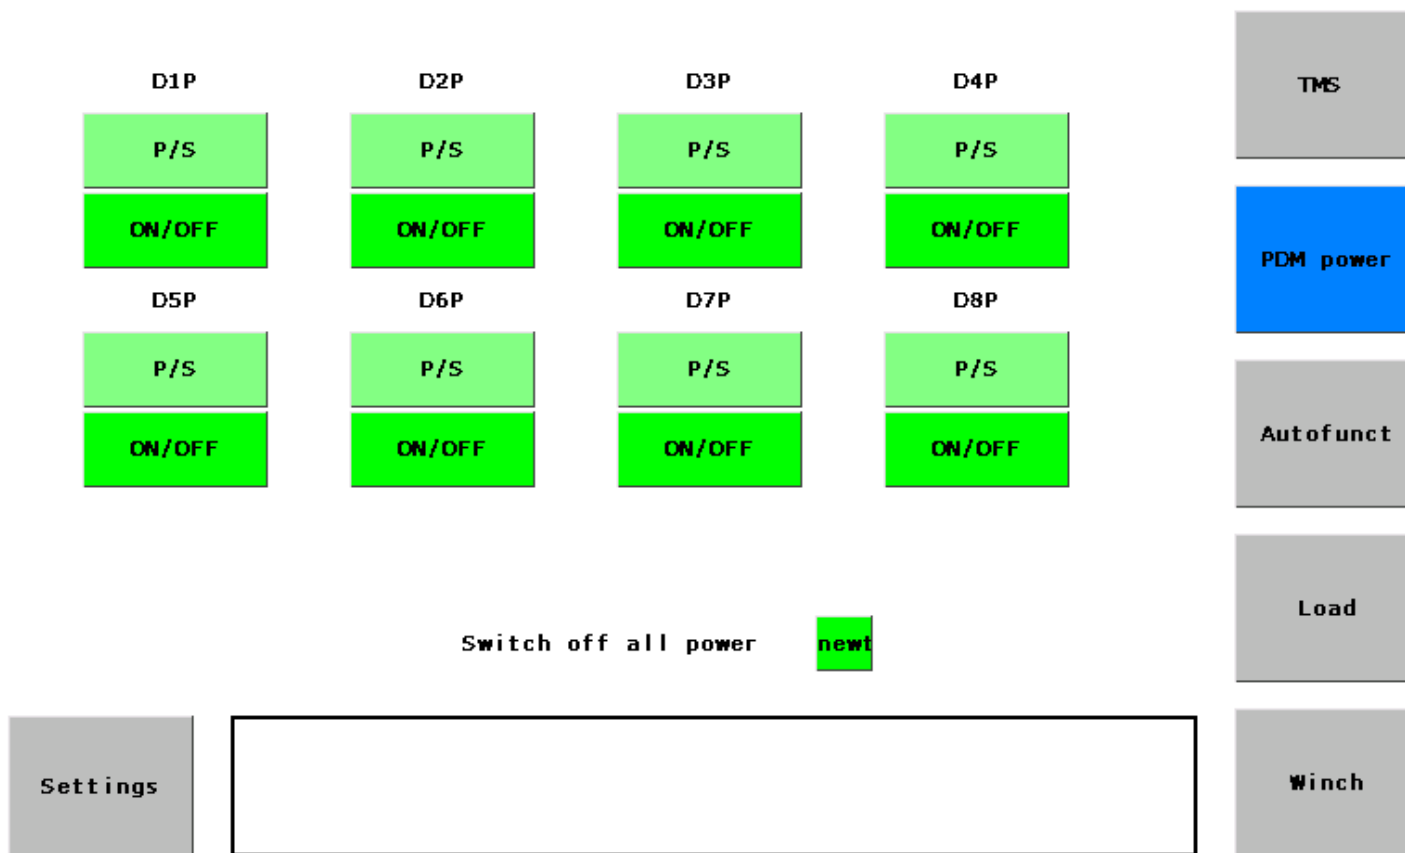 D1P D2P D3P D4P
P/S P/S P/S P/S
ON/OFF ON/OFF ON/OFF ON/OFF
D5P D6P D7P D8P
P/S P/S P/S P/S
ON/OFF ON/OFF ON/OFF ON/OFF
Switch off all power newt
Settings
TMS
PDM power
Autofunct
Load
Winch